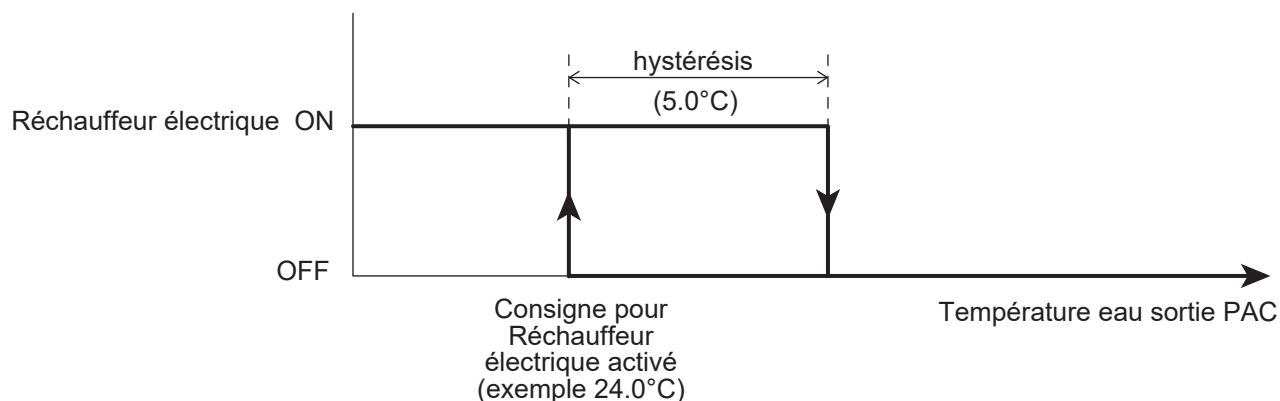 hystérésis
(5.0°C)
Réchauffeur électrique ON
OFF
Consigne pour
Réchauffeur
électrique activé
(exemple 24.0°C)
Température eau sortie PAC